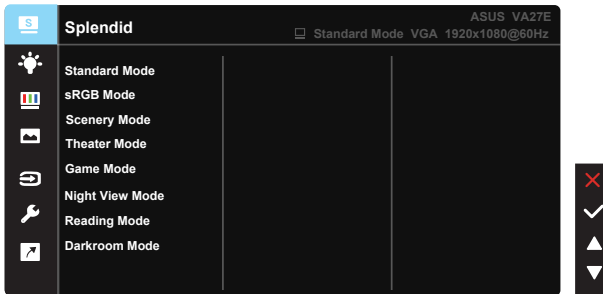 S
Splendid
ASUS VA27E
Standard Mode VGA 1920x1080@60Hz
Standard Mode
sRGB Mode
Scenery Mode
Theater Mode
Game Mode
Night View Mode
Reading Mode
Darkroom Mode